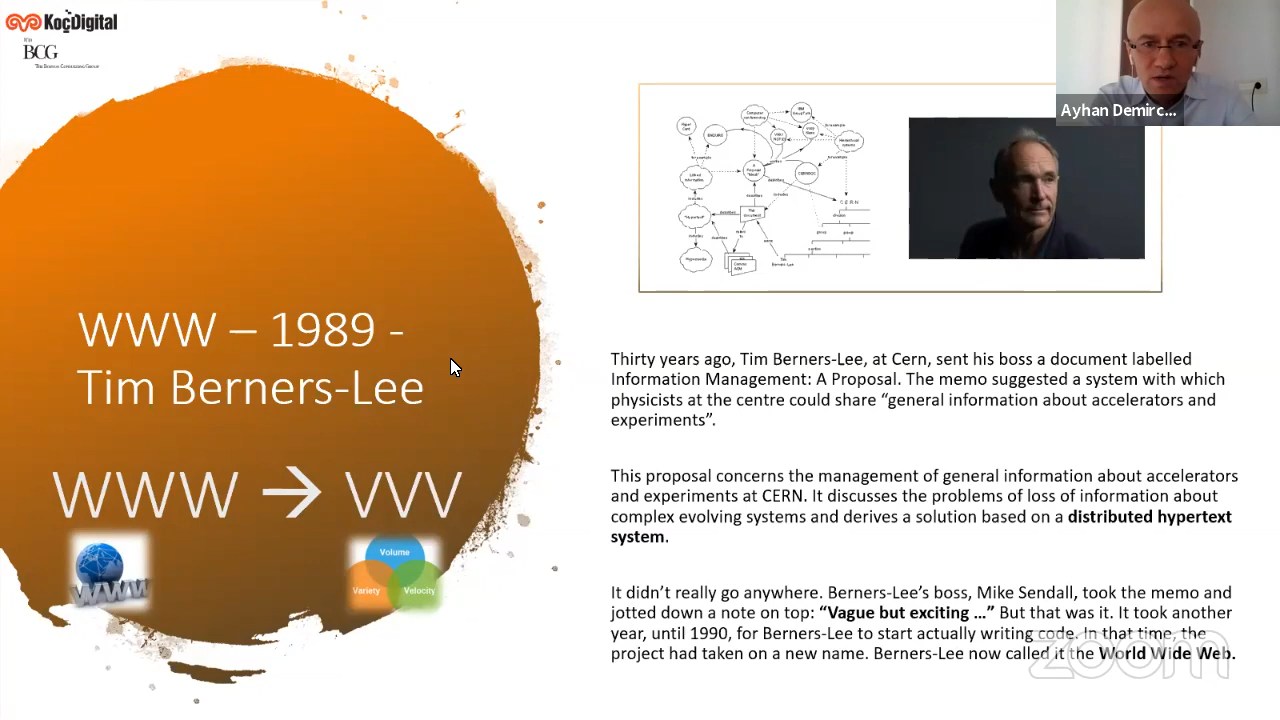 KoçDigital
BCG
The Boston Consulting Group
Ayhan Demirc...
WWW – 1989 -
Tim Berners-Lee
WWW → VVV
WWW
Volume
Variety
Velocity
Thirty years ago, Tim Berners-Lee, at Cern, sent his boss a document labelled
Information Management: A Proposal. The memo suggested a system with which
physicists at the centre could share “general information about accelerators and
experiments”.
This proposal concerns the management of general information about accelerators
and experiments at CERN. It discusses the problems of loss of information about
complex evolving systems and derives a solution based on a distributed hypertext
system.
It didn’t really go anywhere. Berners-Lee’s boss, Mike Sendall, took the memo and
jotted down a note on top: “Vague but exciting ...” But that was it. It took another
year, until 1990, for Berners-Lee to start actually writing code. In that time, the
project had taken on a new name. Berners-Lee now called it the World Wide Web.
zoom